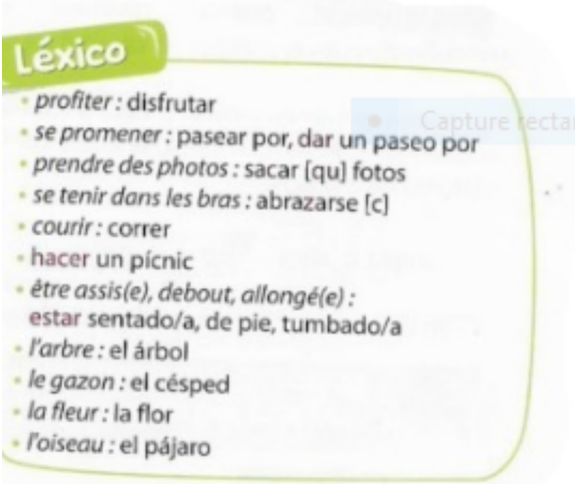 Léxico
• profiter : disfrutar
• se promener : pasear por, dar un paseo por
• prendre des photos : sacar [qu] fotos
• se tenir dans les bras : abrazarse [c]
• courir : correr
• hacer un pícnic
• être assis(e), debout, allongé(e) :
estar sentado/a, de pie, tumbado/a
• l'arbre : el árbol
• le gazon : el césped
• la fleur : la flor
• l'oiseau : el pájaro
Capture